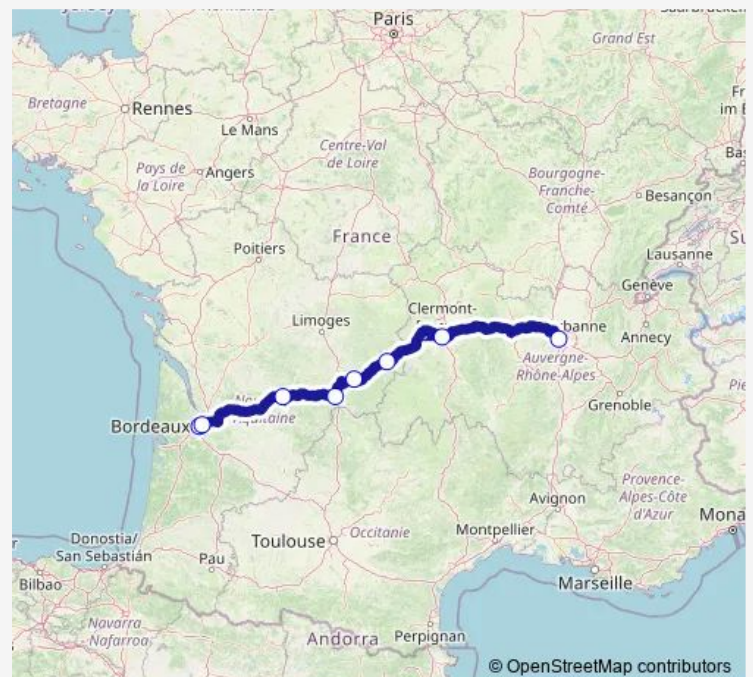 Paris
Grand Est
Bretagne
Rennes
Le Mans
Centre-Val
de Loire
Pays de
la Loire
Angers
Bourgogne-
Franche-
Comté
Besançon
Poitiers
France
Lausanne
Genève
Clermont-
Limoges
Annecy
Auvergne-
Rhône-Alpes
Bordeaux
Grenoble
Provence-
Alpes-Côte
d'Azur
Avignon
Mona
Donostia/
San Sebastián
Toulouse
Occitanie
Montpellier
Pau
Marseille
Bilbao
Navarra
Nafarroa
Andorra
Perpignan
© OpenStreetMap contributors